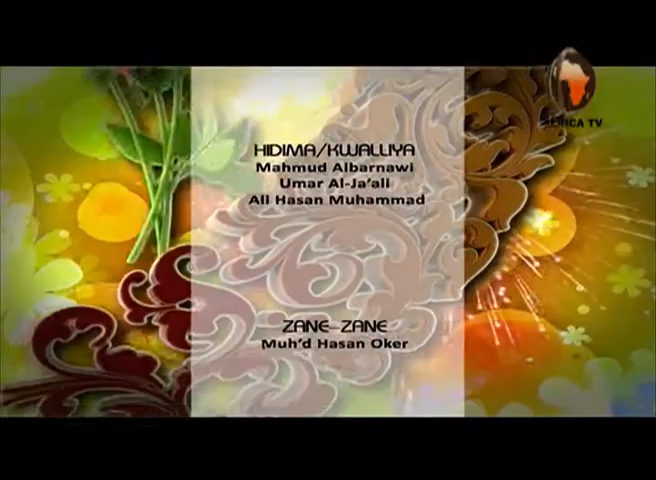 AFRICA TV
HIDIMA/KWALLIYA
Mahmud Albarnawi
Umar Al-Ja'ali
Ali Hasan Muhammad
ZANE-ZANE
Muh'd Hasan Oker